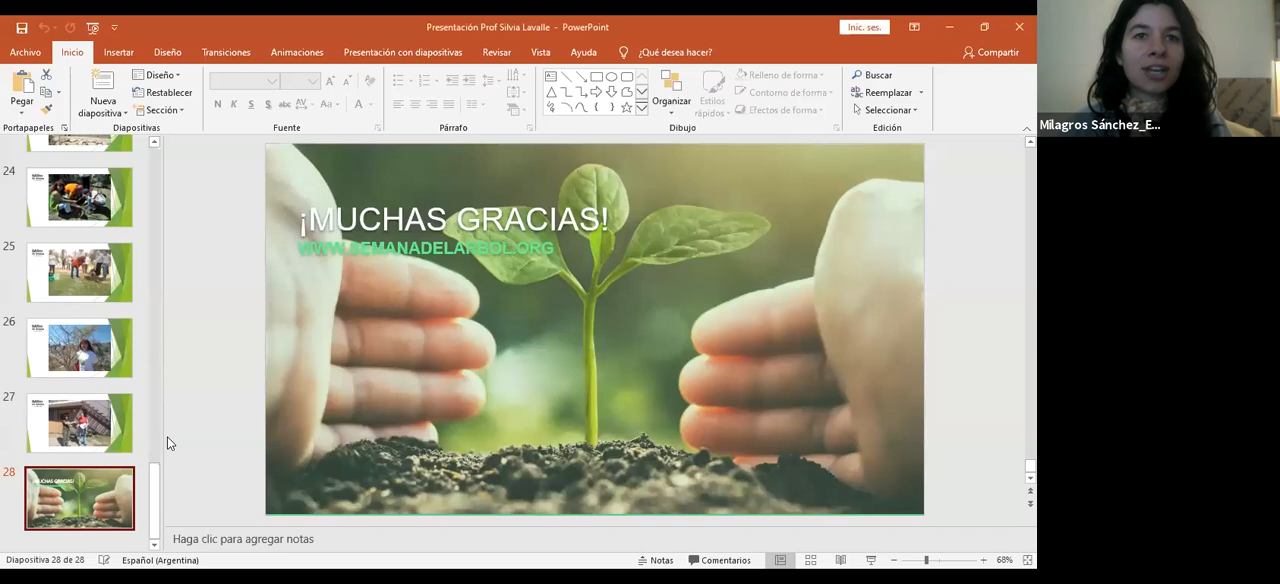 Presentación Prof Silvia Lavalle - PowerPoint
Inic. ses.
Archivo Inicio Insertar Diseño Transiciones Animaciones Presentación con diapositivas Revisar Vista Ayuda ¿Qué desea hacer? Compartir
Pegar
Nueva diapositiva
Diseño
Restablecer
Sección
N K S S abc AV Aa A
Organizar
Estilos rápidos
Relleno de forma
Contorno de forma
Efectos de forma
Buscar
Reemplazar
Seleccionar
Portapapeles Diapositivas Fuente Párrafo Dibujo Edición
Milagros Sánchez_E...
24
25
26
27
28
¡MUCHAS GRACIAS!
WWW.SEMANADELARBOL.ORG
Haga clic para agregar notas
Diapositiva 28 de 28 Español (Argentina) Notas Comentarios 68%